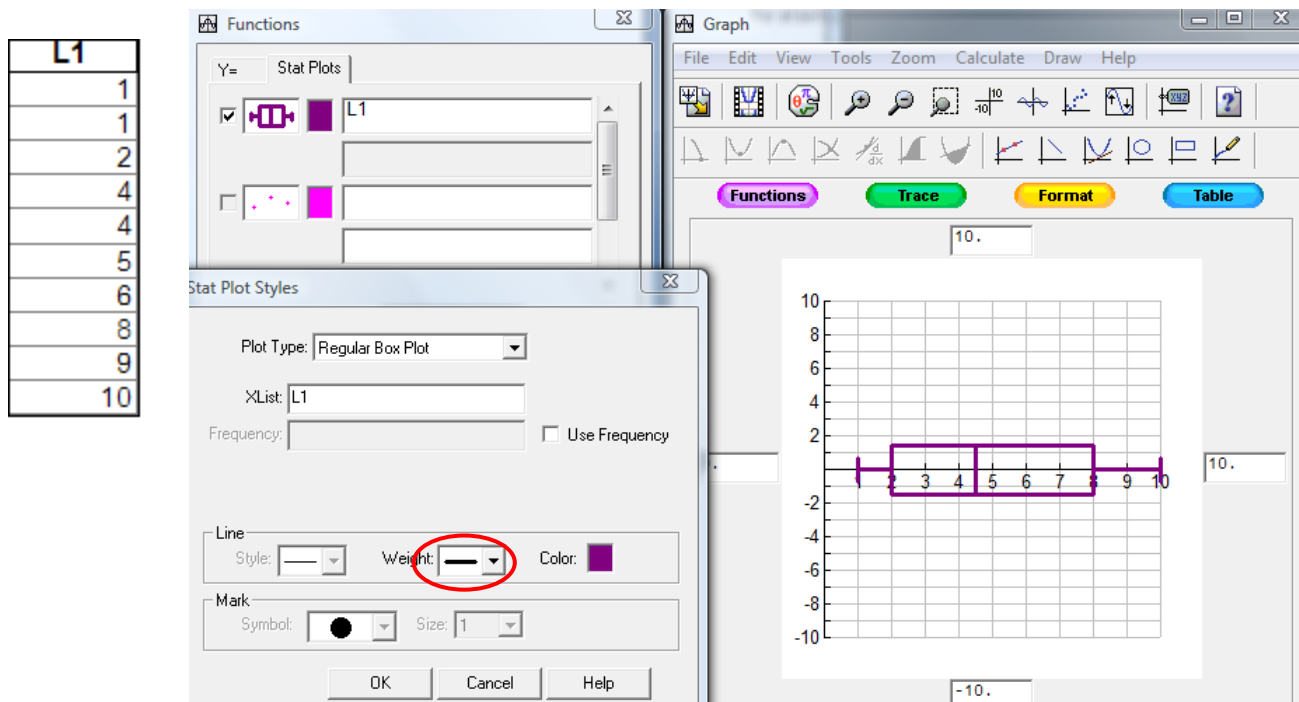 L1
1
1
2
4
4
5
6
8
9
10
Functions
Y= Stat Plots
L1
Stat Plot Styles
Plot Type: Regular Box Plot
XList: L1
Frequency: Use Frequency
Line
Style: Weight: Color:
Mark
Symbol: Size: 1
OK Cancel Help
Graph
File Edit View Tools Zoom Calculate Draw Help
Functions Trace Format Table
10.
10
8
6
4
2
1 2 3 4 5 6 7 8 9 10
10.
-2
-4
-6
-8
-10
-10.